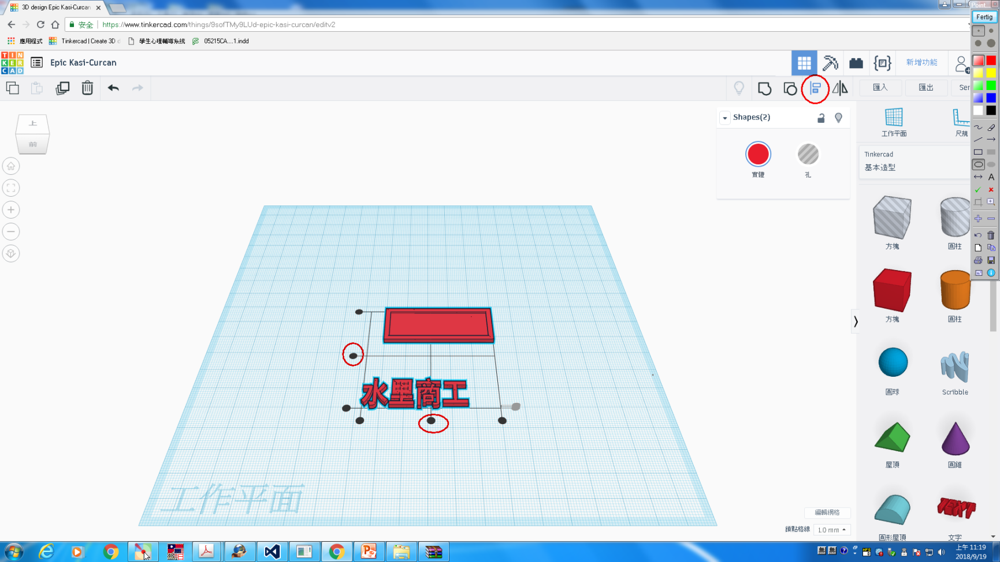 3D design Epic Kasi-Curcan
Point...
安全 | https://www.tinkercad.com/things/9sofTMy9LUd-epic-kasi-curcan/editv2
Fertig
應用程式 Tinkercad | Create 3D d 學生心理輔導系統 05215CA....1.indd
TIN
KER
CAD
Epic Kasi-Curcan
新增功能
匯入 匯出 Sen
上
前
Shapes(2)
實體 孔
工作平面 尺規
Tinkercad
基本造型
方塊 圓柱
方塊 圓柱
圓球 Scribble
屋頂 圓錐
TEXT
圓形屋頂 文字
水里商工
工作平面
編輯網格
鎖點格線 1.0 mm
上午 11:19
2018/9/19